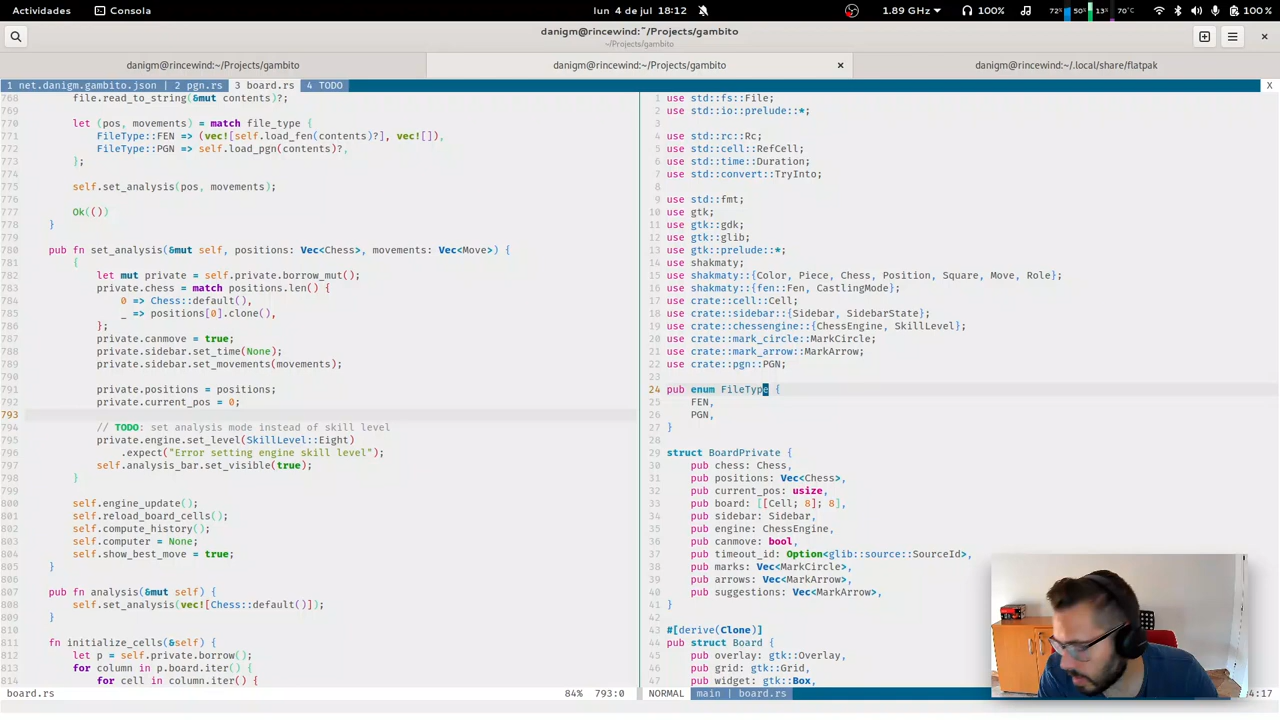 Actividades
Consola
lun 4 de jul 18:12
1.89 GHz
100%
72%
50%
13%
70°C
100 %
danigm@rincewind:~/Projects/gambito
~/Projects/gambito
danigm@rincewind:~/Projects/gambito
danigm@rincewind:~/Projects/gambito
danigm@rincewind:~/.local/share/flatpak
1 net.danigm.gambito.json | 2 pgn.rs 3 board.rs 4 TODO
X
768 file.read_to_string(&mut contents)?;
769
770 let (pos, movements) = match file_type {
771 FileType::FEN => (vec![self.load_fen(contents)?], vec![]),
772 FileType::PGN => self.load_pgn(contents)?,
773 };
774
775 self.set_analysis(pos, movements);
776
777 Ok(())
778 }
779
780 pub fn set_analysis(&mut self, positions: Vec<Chess>, movements: Vec<Move>) {
781 {
782 let mut private = self.private.borrow_mut();
783 private.chess = match positions.len() {
784 0 => Chess::default(),
785 _ => positions[0].clone(),
786 };
787 private.canmove = true;
788 private.sidebar.set_time(None);
789 private.sidebar.set_movements(movements);
790
791 private.positions = positions;
792 private.current_pos = 0;
793
794 // TODO: set analysis mode instead of skill level
795 private.engine.set_level(SkillLevel::Eight)
796 .expect("Error setting engine skill level");
797 self.analysis_bar.set_visible(true);
798 }
799
800 self.engine_update();
801 self.reload_board_cells();
802 self.compute_history();
803 self.computer = None;
804 self.show_best_move = true;
805 }
806
807 pub fn analysis(&mut self) {
808 self.set_analysis(vec![Chess::default()]);
809 }
810
811 fn initialize_cells(&self) {
812 let p = self.private.borrow();
813 for column in p.board.iter() {
814 for cell in column.iter() {
board.rs 84% 793:0
1 use std::fs::File;
2 use std::io::prelude::*;
3
4 use std::rc::Rc;
5 use std::cell::RefCell;
6 use std::time::Duration;
7 use std::convert::TryInto;
8
9 use std::fmt;
10 use gtk;
11 use gtk::gdk;
12 use gtk::glib;
13 use gtk::prelude::*;
14 use shakmaty;
15 use shakmaty::{Color, Piece, Chess, Position, Square, Move, Role};
16 use shakmaty::{fen::Fen, CastlingMode};
17 use crate::cell::Cell;
18 use crate::sidebar::{Sidebar, SidebarState};
19 use crate::chessengine::{ChessEngine, SkillLevel};
20 use crate::mark_circle::MarkCircle;
21 use crate::mark_arrow::MarkArrow;
22 use crate::pgn::PGN;
23
24 pub enum FileType {
25 FEN,
26 PGN,
27 }
28
29 struct BoardPrivate {
30 pub chess: Chess,
31 pub positions: Vec<Chess>,
32 pub current_pos: usize,
33 pub board: [[Cell; 8]; 8],
34 pub sidebar: Sidebar,
35 pub engine: ChessEngine,
36 pub canmove: bool,
37 pub timeout_id: Option<glib::source::SourceId>,
38 pub marks: Vec<MarkCircle>,
39 pub arrows: Vec<MarkArrow>,
40 pub suggestions: Vec<MarkArrow>,
41 }
42
43 #[derive(Clone)]
44 pub struct Board {
45 pub overlay: gtk::Overlay,
46 pub grid: gtk::Grid,
47 pub widget: gtk::Box,
NORMAL main | board.rs :4:17